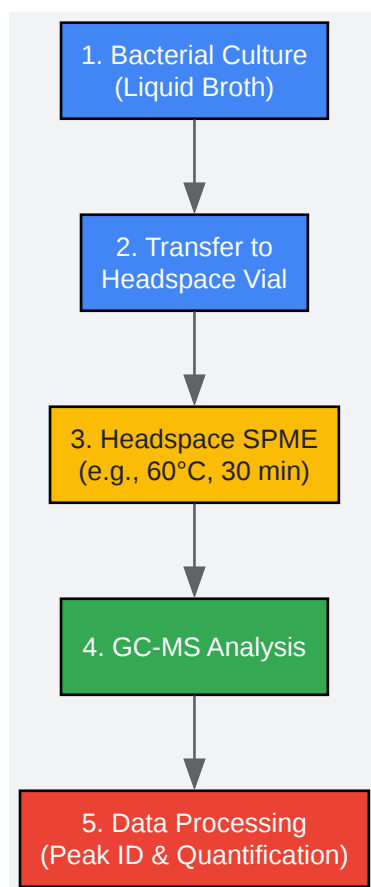 1. Bacterial Culture
(Liquid Broth)
2. Transfer to
Headspace Vial
3. Headspace SPME
(e.g., 60°C, 30 min)
4. GC-MS Analysis
5. Data Processing
(Peak ID & Quantification)